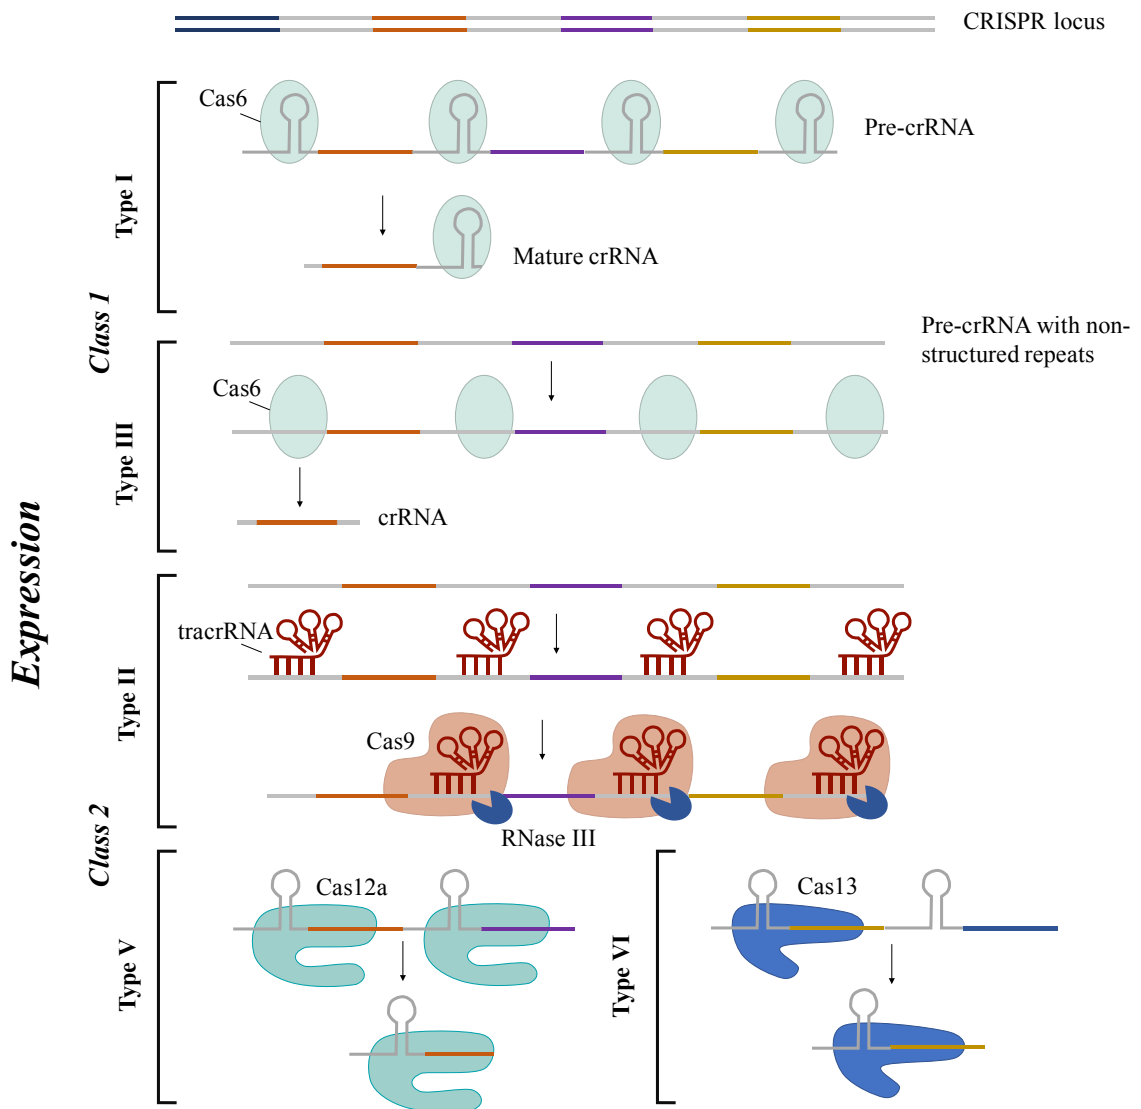 CRISPR locus
Cas6
Pre-crRNA
Type I
Mature crRNA
Class 1
Pre-crRNA with non-
structured repeats
Cas6
Type III
crRNA
Expression
tracrRNA
Type II
Cas9
RNase III
Class 2
Cas12a
Type V
Cas13
Type VI